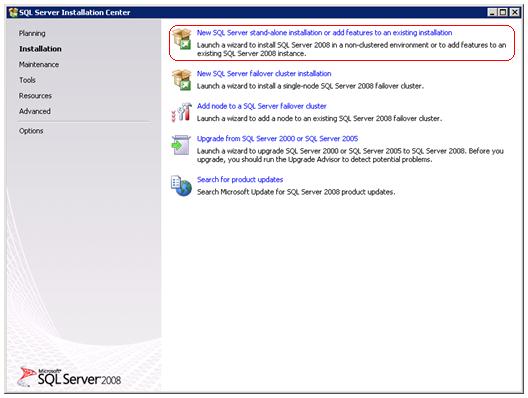 SQL Server Installation Center
Planning
Installation
Maintenance
Tools
Resources
Advanced
Options
New SQL Server stand-alone installation or add features to an existing installation
Launch a wizard to install SQL Server 2008 in a non-clustered environment or to add features to an
existing SQL Server 2008 instance.
New SQL Server failover cluster installation
Launch a wizard to install a single-node SQL Server 2008 failover cluster.
Add node to a SQL Server failover cluster
Launch a wizard to add a node to an existing SQL Server 2008 failover cluster.
Upgrade from SQL Server 2000 or SQL Server 2005
Launch a wizard to upgrade SQL Server 2000 or SQL Server 2005 to SQL Server 2008. Before you
upgrade, you should run the Upgrade Advisor to detect potential problems.
Search for product updates
Search Microsoft Update for SQL Server 2008 product updates.
Microsoft
SQL Server 2008